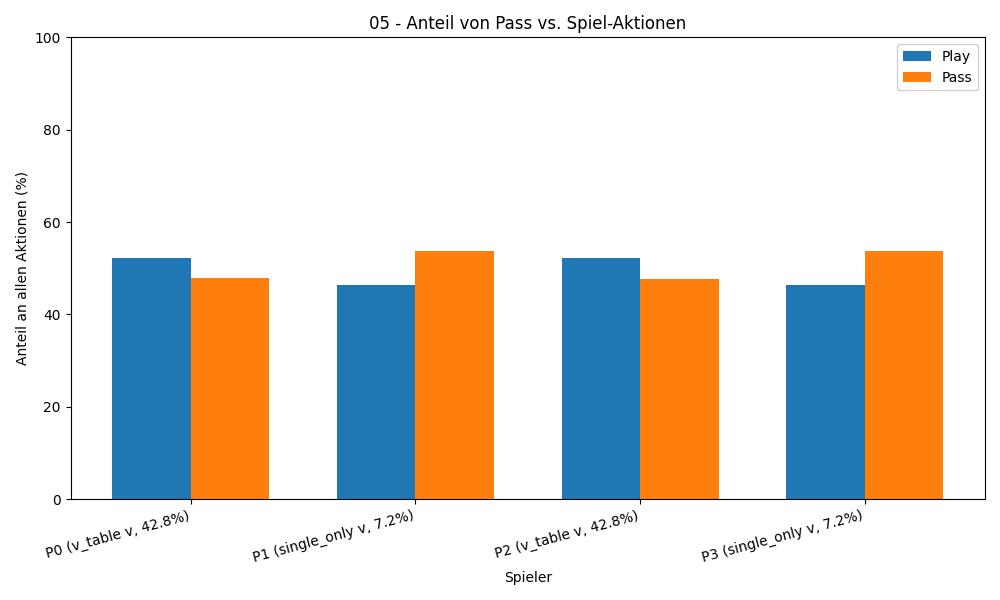 05 - Anteil von Pass vs. Spiel-Aktionen
Play
Pass
Anteil an allen Aktionen (%)
100
80
60
40
20
0
P0 (v_table v, 42.8%)
P1 (single_only v, 7.2%)
P2 (v_table v, 42.8%)
P3 (single_only v, 7.2%)
Spieler